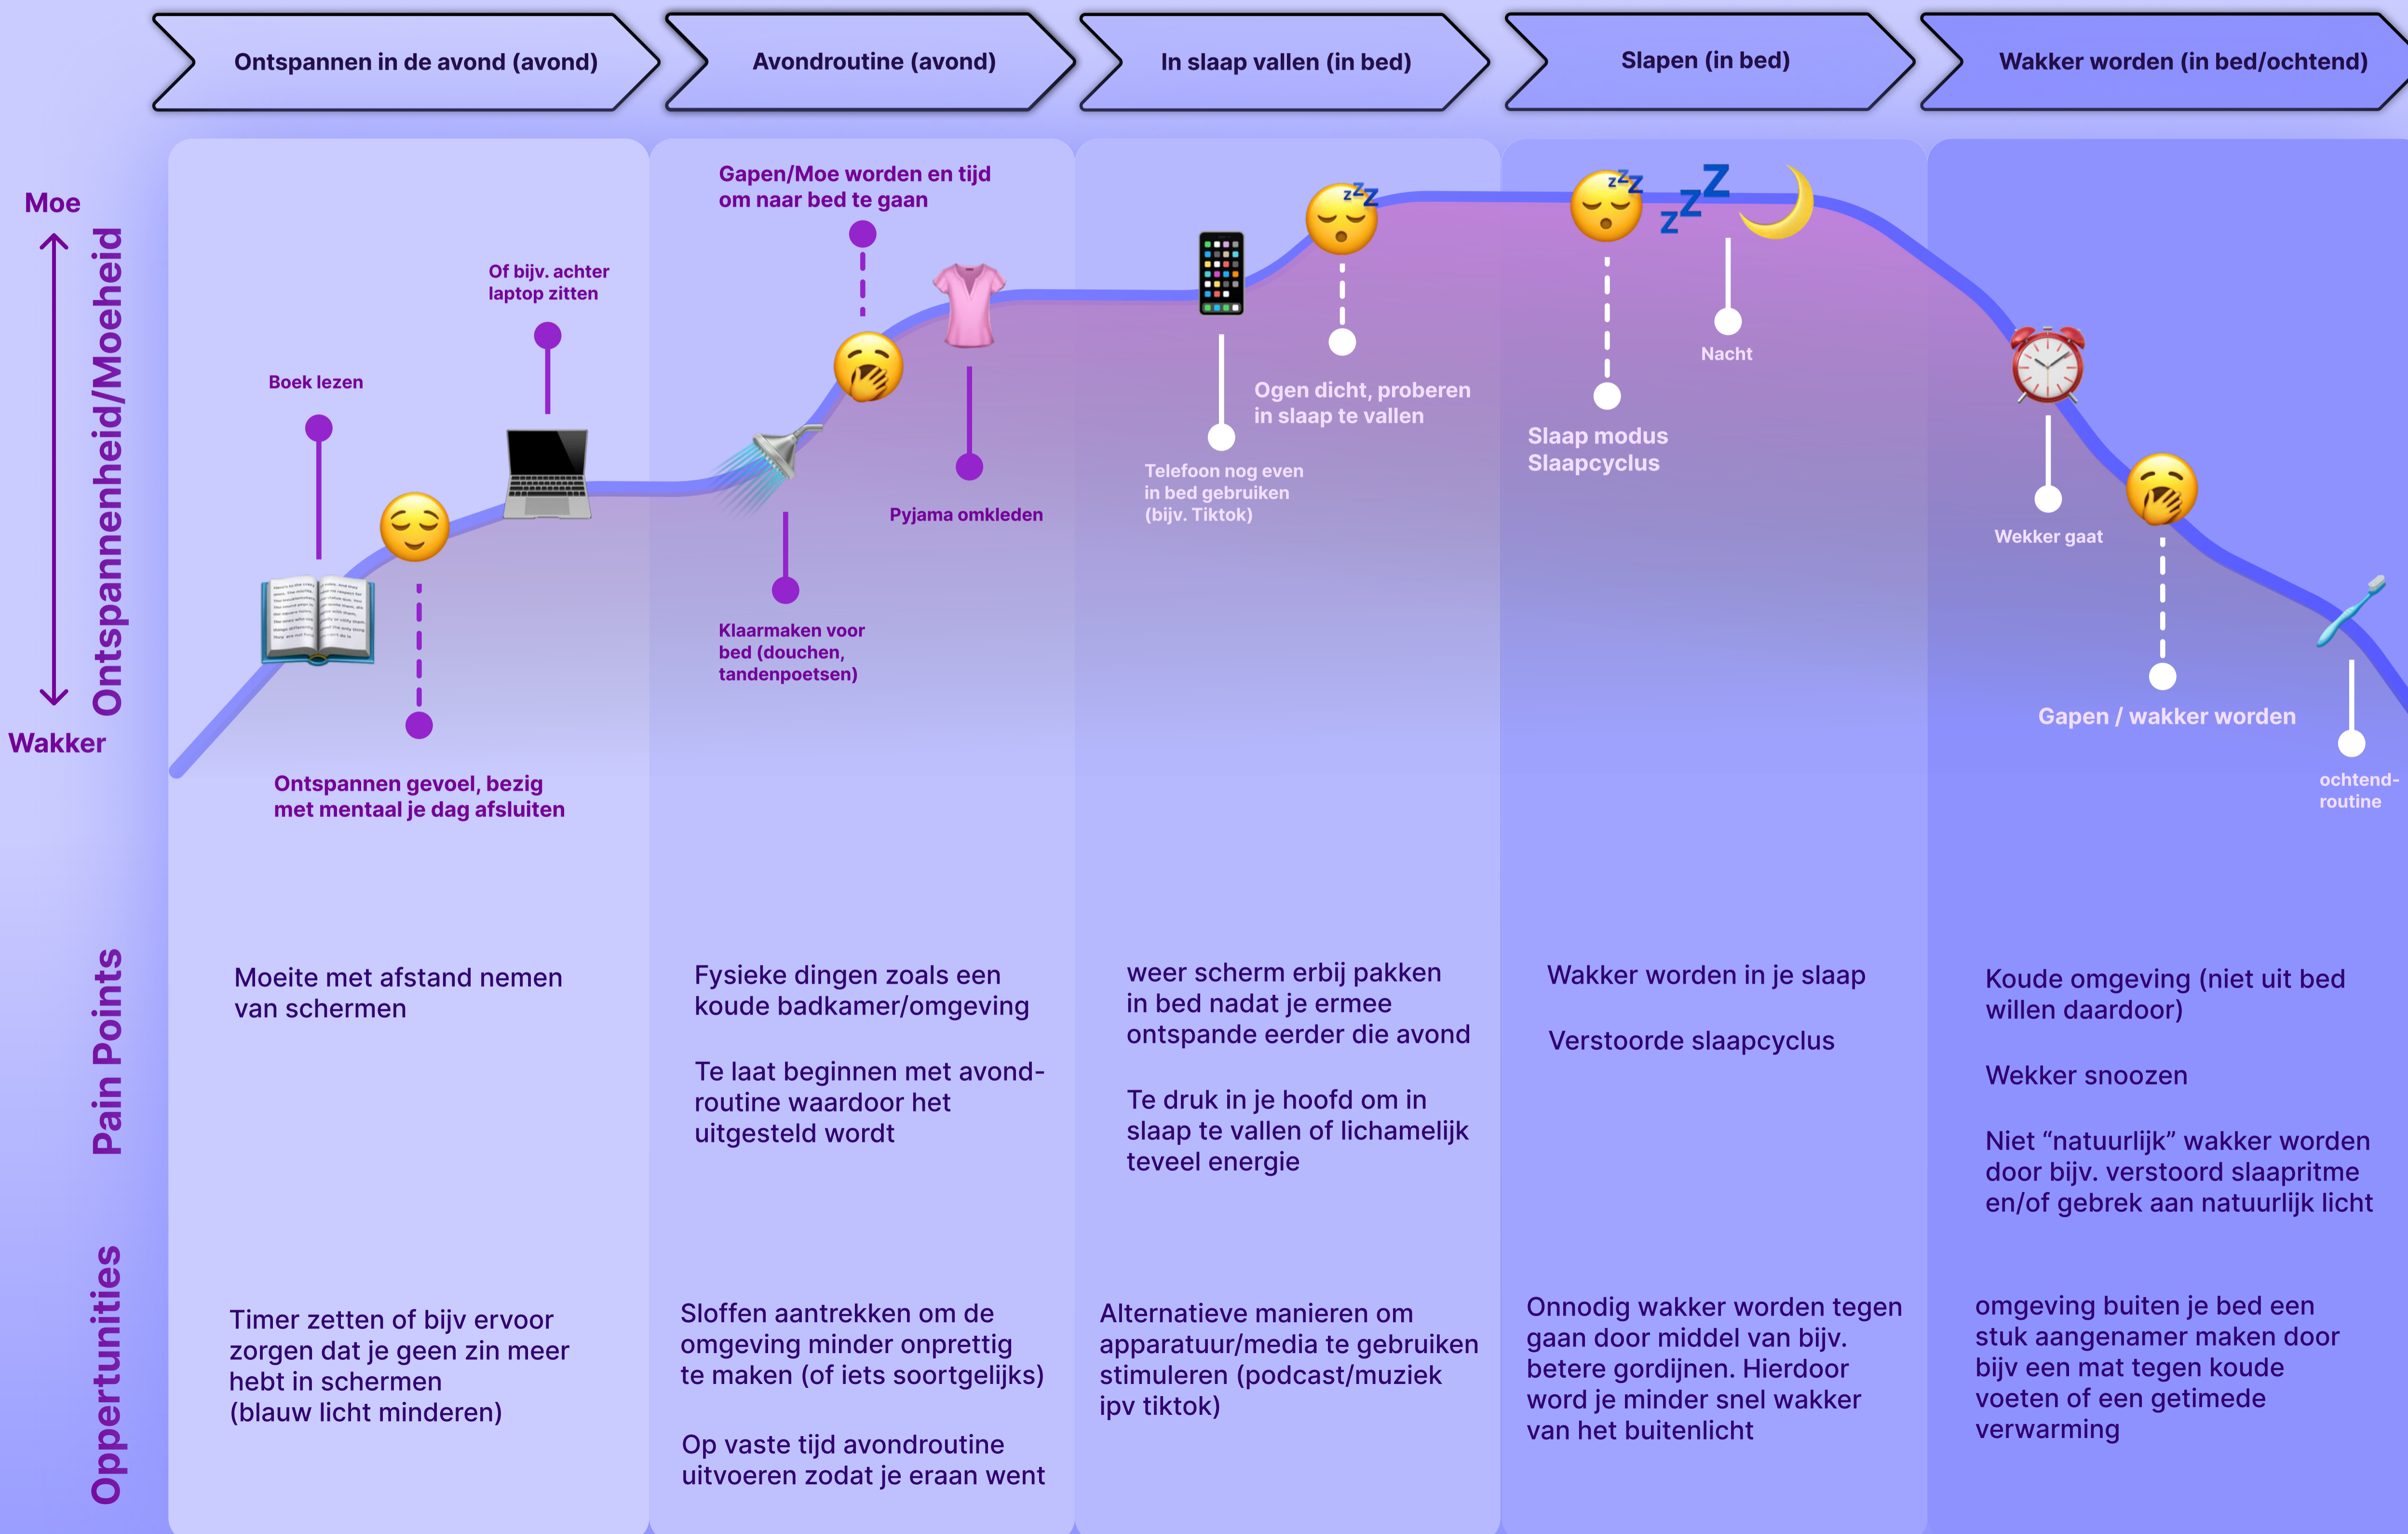 Ontspannen in de avond (avond)
Avondroutine (avond)
In slaap vallen (in bed)
Slapen (in bed)
Wakker worden (in bed/ochtend)
Moe
Ontspannenheid/Moeheid
Wakker
Boek lezen
Ontspannen gevoel, bezig
met mentaal je dag afsluiten
Of bijv. achter
laptop zitten
Gapen/Moe worden en tijd
om naar bed te gaan
Klaarmaken voor
bed (douchen,
tandenpoetsen)
Pyjama omkleden
Telefoon nog even
in bed gebruiken
(bijv. Tiktok)
Ogen dicht, proberen
in slaap te vallen
Slaap modus
Slaapcyclus
Nacht
Wekker gaat
Gapen / wakker worden
ochtend-
routine
Pain Points
Moeite met afstand nemen
van schermen
Fysieke dingen zoals een
koude badkamer/omgeving
Te laat beginnen met avond-
routine waardoor het
uitgesteld wordt
weer scherm erbij pakken
in bed nadat je ermee
ontspande eerder die avond
Te druk in je hoofd om in
slaap te vallen of lichamelijk
teveel energie
Wakker worden in je slaap
Verstoorde slaapcyclus
Koude omgeving (niet uit bed
willen daardoor)
Wekker snoozen
Niet “natuurlijk” wakker worden
door bijv. verstoord slaapritme
en/of gebrek aan natuurlijk licht
Oppertunities
Timer zetten of bijv ervoor
zorgen dat je geen zin meer
hebt in schermen
(blauw licht minderen)
Sloffen aantrekken om de
omgeving minder onprettig
te maken (of iets soortgelijks)
Op vaste tijd avondroutine
uitvoeren zodat je eraan went
Alternatieve manieren om
apparatuur/media te gebruiken
stimuleren (podcast/muziek
ipv tiktok)
Onnodig wakker worden tegen
gaan door middel van bijv.
betere gordijnen. Hierdoor
word je minder snel wakker
van het buitenlicht
omgeving buiten je bed een
stuk aangenamer maken door
bijv een mat tegen koude
voeten of een getimede
verwarming